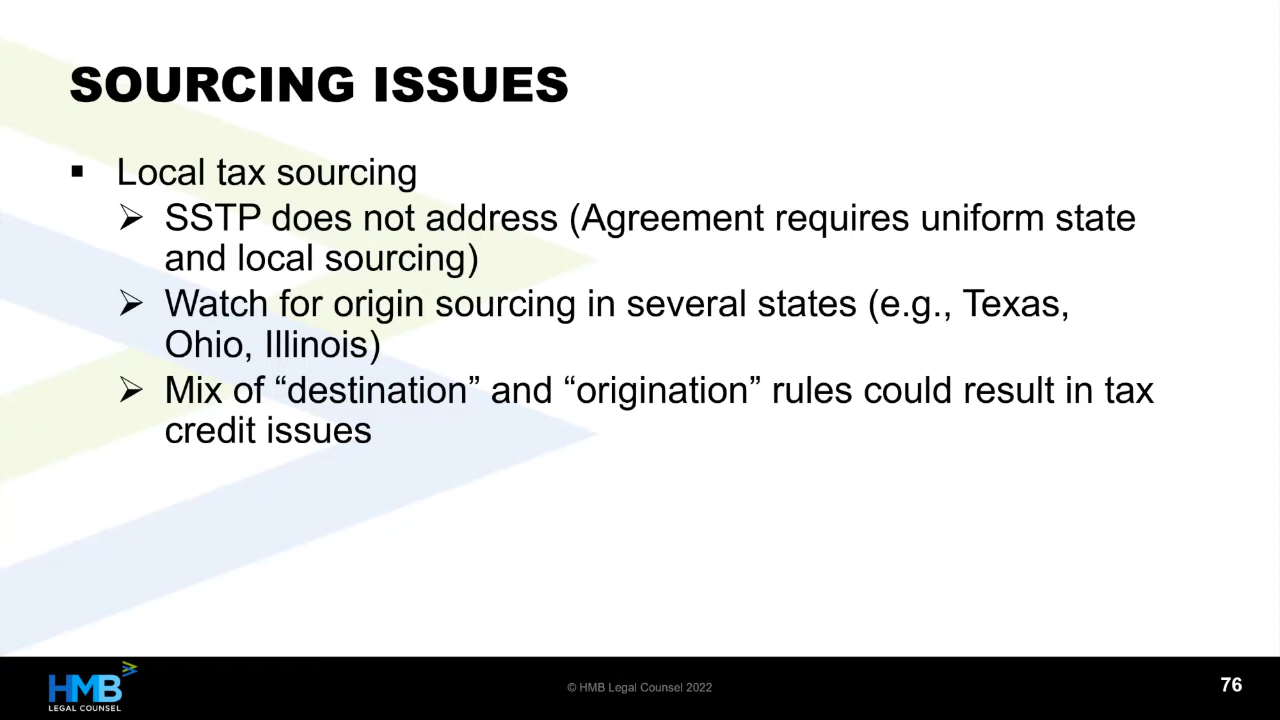 SOURCING ISSUES
▪ Local tax sourcing
➢ SSTP does not address (Agreement requires uniform state
and local sourcing)
➢ Watch for origin sourcing in several states (e.g., Texas,
Ohio, Illinois)
➢ Mix of “destination” and “origination” rules could result in tax
credit issues
HMB
LEGAL COUNSEL
© HMB Legal Counsel 2022
76